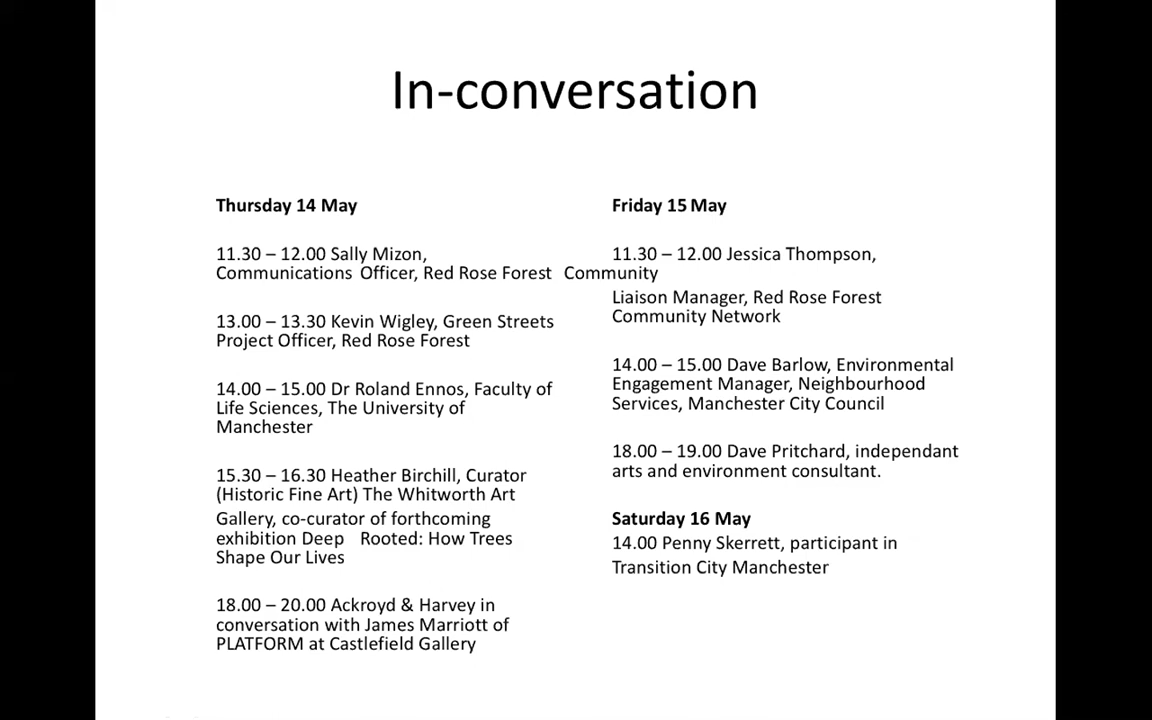 In-conversation
Thursday 14 May
11.30 – 12.00 Sally Mizon,
Communications Officer, Red Rose Forest
13.00 – 13.30 Kevin Wigley, Green Streets
Project Officer, Red Rose Forest
14.00 – 15.00 Dr Roland Ennos, Faculty of
Life Sciences, The University of
Manchester
15.30 – 16.30 Heather Birchill, Curator
(Historic Fine Art) The Whitworth Art
Gallery, co-curator of forthcoming
exhibition Deep Rooted: How Trees
Shape Our Lives
18.00 – 20.00 Ackroyd & Harvey in
conversation with James Marriott of
PLATFORM at Castlefield Gallery
Friday 15 May
11.30 – 12.00 Jessica Thompson,
Community
Liaison Manager, Red Rose Forest
Community Network
14.00 – 15.00 Dave Barlow, Environmental
Engagement Manager, Neighbourhood
Services, Manchester City Council
18.00 – 19.00 Dave Pritchard, independant
arts and environment consultant.
Saturday 16 May
14.00 Penny Skerrett, participant in
Transition City Manchester